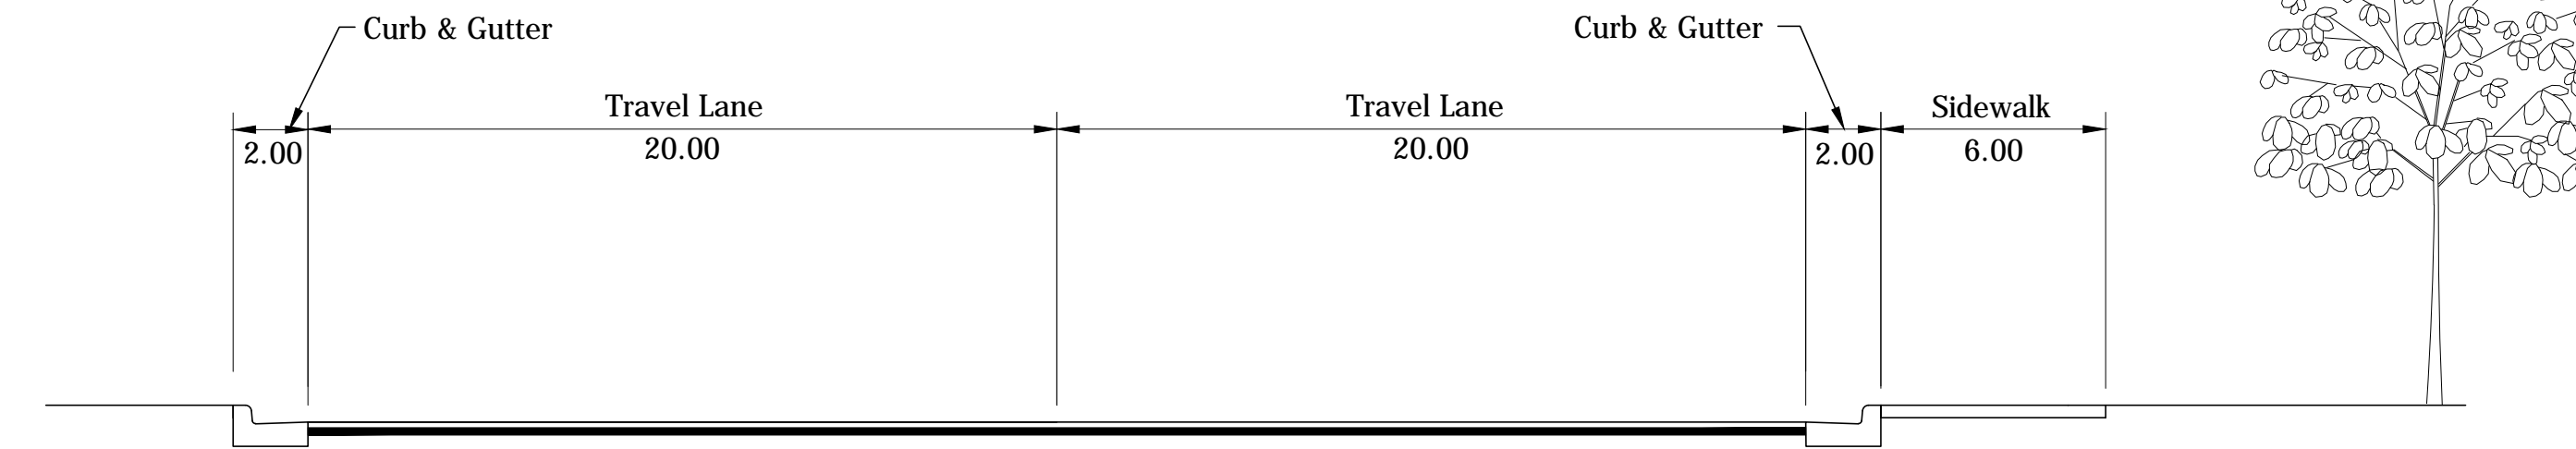 Curb & Gutter
Curb & Gutter
Travel Lane
Travel Lane
Sidewalk
2.00
20.00
20.00
2.00
6.00